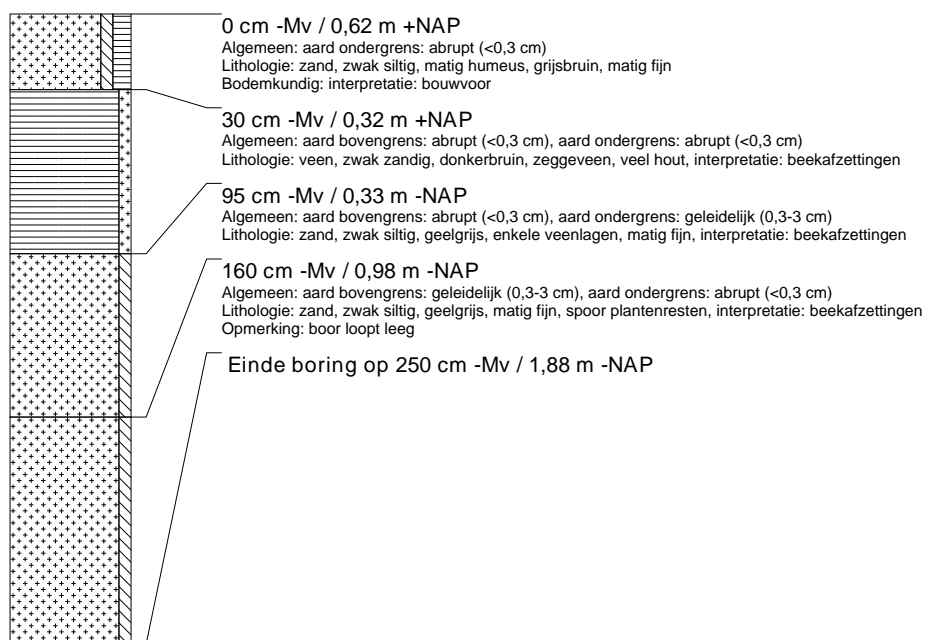 0 cm -Mv / 0,62 m +NAP
Algemeen: aard ondergrens: abrupt (<0,3 cm)
Lithologie: zand, zwak siltig, matig humeus, grijsbruin, matig fijn
Bodemkundig: interpretatie: bouwvoor
30 cm -Mv / 0,32 m +NAP
Algemeen: aard bovengrens: abrupt (<0,3 cm), aard ondergrens: abrupt (<0,3 cm)
Lithologie: veen, zwak zandig, donkerbruin, zeggeveen, veel hout, interpretatie: beekafzettingen
95 cm -Mv / 0,33 m -NAP
Algemeen: aard bovengrens: abrupt (<0,3 cm), aard ondergrens: geleidelijk (0,3-3 cm)
Lithologie: zand, zwak siltig, geelgrijs, enkele veenlagen, matig fijn, interpretatie: beekafzettingen
160 cm -Mv / 0,98 m -NAP
Algemeen: aard bovengrens: geleidelijk (0,3-3 cm), aard ondergrens: abrupt (<0,3 cm)
Lithologie: zand, zwak siltig, geelgrijs, matig fijn, spoor plantenresten, interpretatie: beekafzettingen
Opmerking: boor loopt leeg
Einde boring op 250 cm -Mv / 1,88 m -NAP